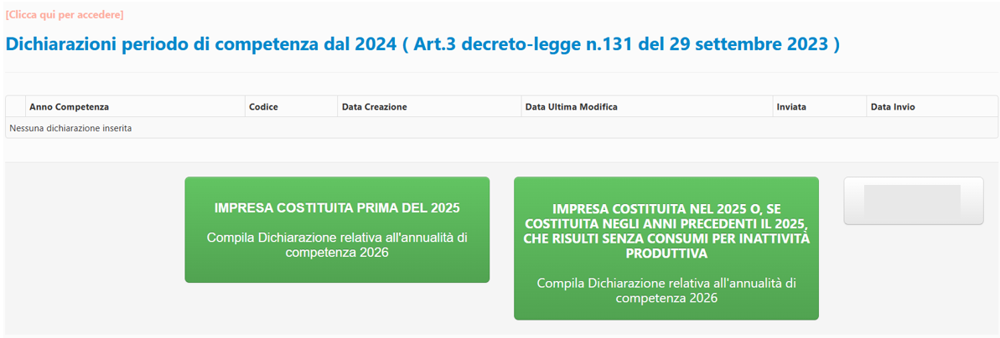 [Clicca qui per accedere]
Dichiarazioni periodo di competenza dal 2024 ( Art.3 decreto-legge n.131 del 29 settembre 2023 )
Anno Competenza Codice Data Creazione Data Ultima Modifica Inviata Data Invio
Nessuna dichiarazione inserita
IMPRESA COSTITUITA PRIMA DEL 2025
Compila Dichiarazione relativa all'annualità di
competenza 2026
IMPRESA COSTITUITA NEL 2025 O, SE
COSTITUITA NEGLI ANNI PRECEDENTI IL 2025,
CHE RISULTI SENZA CONSUMI PER INATTIVITÀ
PRODUTTIVA
Compila Dichiarazione relativa all'annualità di
competenza 2026